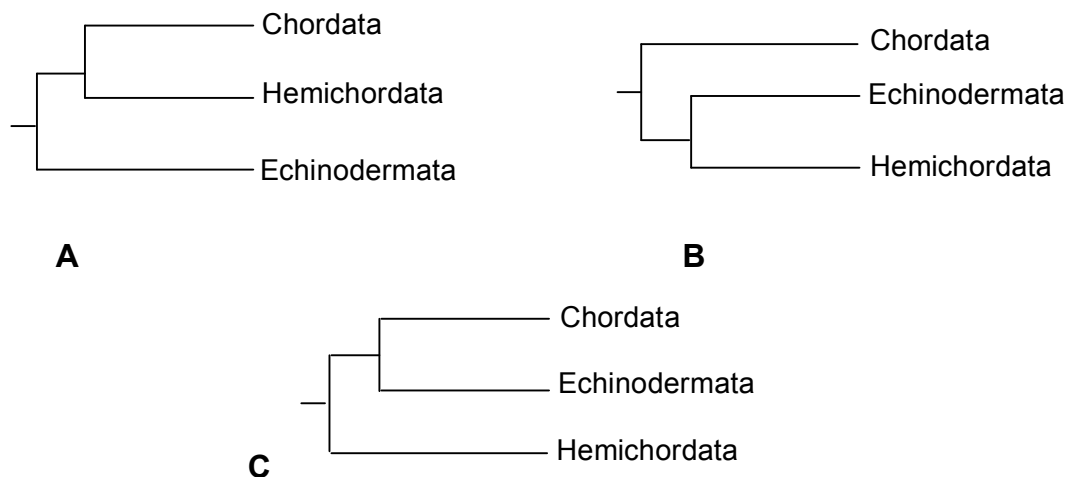 Chordata
Hemichordata
Echinodermata
A
Chordata
Echinodermata
Hemichordata
B
Chordata
Echinodermata
Hemichordata
C